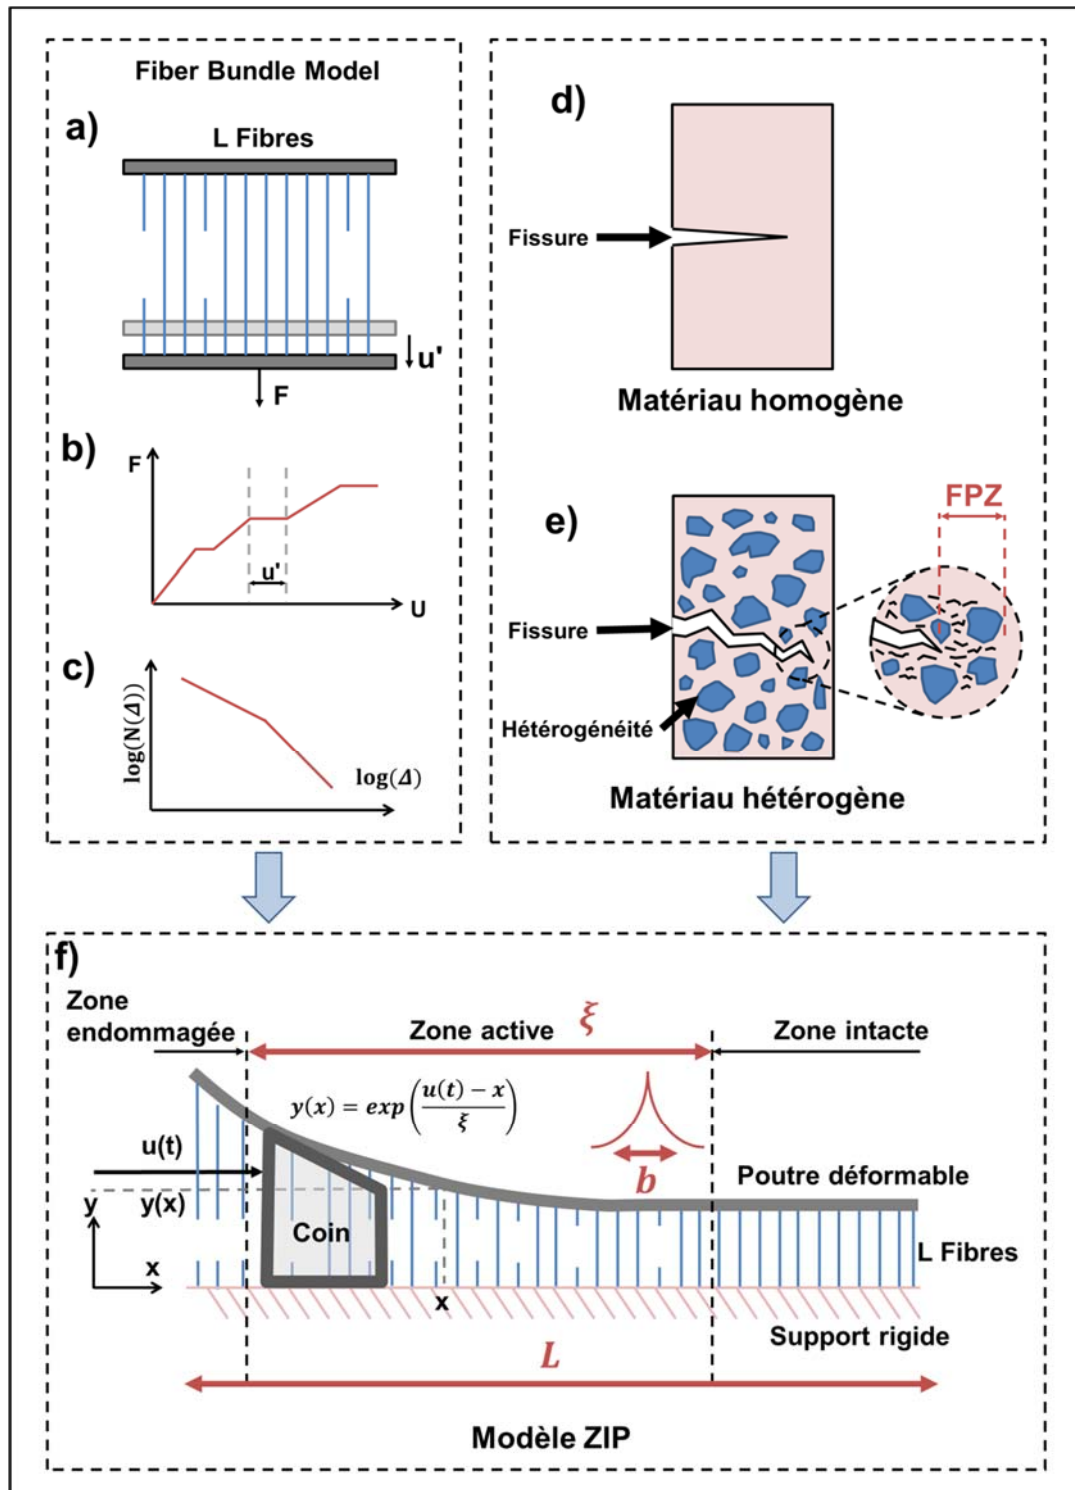 Fiber Bundle Model
a)
L Fibres
u'
F
b)
F
u'
U
c)
log(N(Δ))
log(Δ)
d)
Fissure
Matériau homogène
e)
FPZ
Fissure
Hétérogénéité
Matériau hétérogène
f)
Zone
endommagée
Zone active
ξ
Zone intacte
y(x) = exp(u(t) − x / ξ)
u(t)
b
Poutre déformable
y
y(x)
Coin
L Fibres
x
x
Support rigide
L
Modèle ZIP